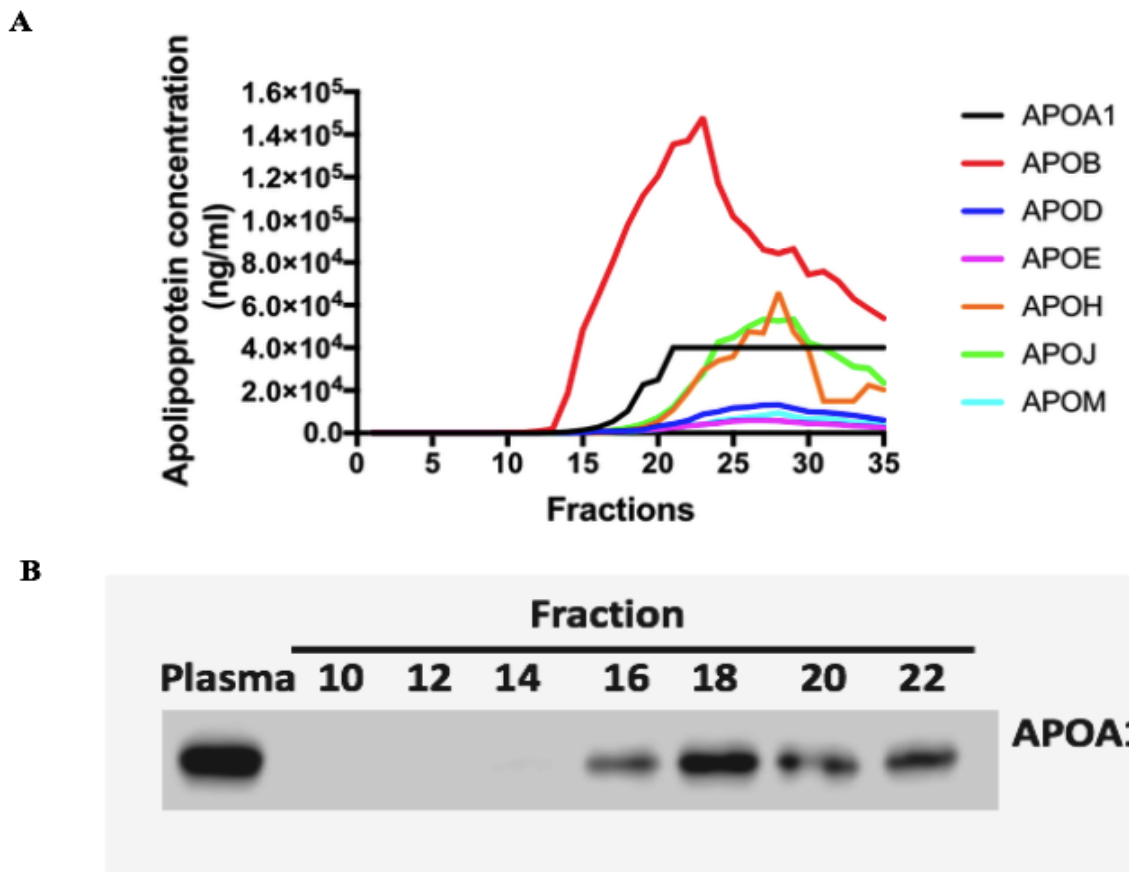 A
Apolipoprotein concentration
(ng/ml)
1.6×10⁵
1.4×10⁵
1.2×10⁵
1.0×10⁵
8.0×10⁴
6.0×10⁴
4.0×10⁴
2.0×10⁴
0.0
0 5 10 15 20 25 30 35
Fractions
APOA1
APOB
APOD
APOE
APOH
APOJ
APOM
B
Fraction
Plasma 10 12 14 16 18 20 22
APOA1